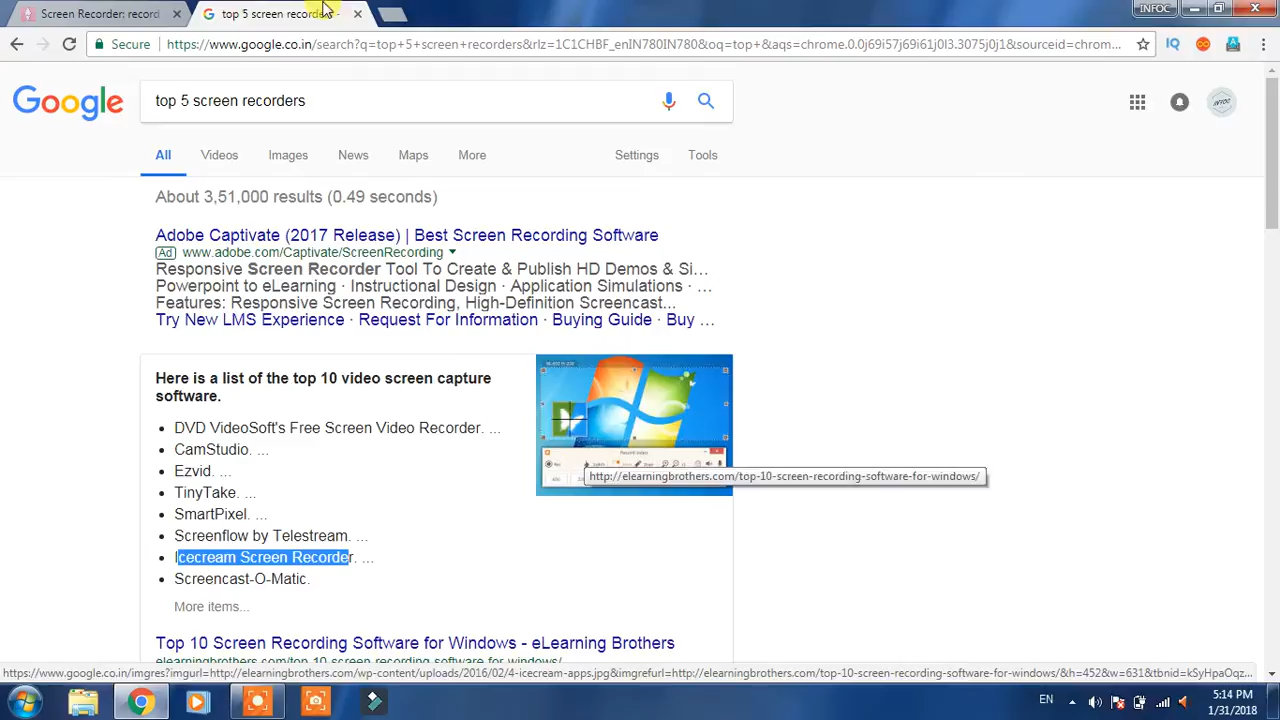 Screen Recorder: record
top 5 screen recorders -
INFOC
Secure
https://www.google.co.in/search?q=top+5+screen+recorders&rlz=1C1CHBF_enIN780IN780&oq=top+&aqs=chrome.0.0j69i57j69i61j0l3.3075j0j1&sourceid=chrom...
IQ
Google
top 5 screen recorders
All
Videos
Images
News
Maps
More
Settings
Tools
About 3,51,000 results (0.49 seconds)
Adobe Captivate (2017 Release) | Best Screen Recording Software
Ad www.adobe.com/Captivate/ScreenRecording
Responsive Screen Recorder Tool To Create & Publish HD Demos & Si...
Powerpoint to eLearning · Instructional Design · Application Simulations · ...
Features: Responsive Screen Recording, High-Definition Screencast...
Try New LMS Experience · Request For Information · Buying Guide · Buy ...
Here is a list of the top 10 video screen capture
software.
DVD VideoSoft's Free Screen Video Recorder. ...
CamStudio. ...
Ezvid. ...
TinyTake. ...
SmartPixel. ...
Screenflow by Telestream. ...
Icecream Screen Recorder. ...
Screencast-O-Matic.
More items...
http://elearningbrothers.com/top-10-screen-recording-software-for-windows/
Top 10 Screen Recording Software for Windows - eLearning Brothers
elearningbrothers.com/top-10-screen-recording-software-for-windows/
https://www.google.co.in/imgres?imgurl=http://elearningbrothers.com/wp-content/uploads/2016/02/4-icecream-apps.jpg&imgrefurl=http://elearningbrothers.com/top-10-screen-recording-software-for-windows/&h=452&w=631&tbnid=kSyHpaOqz...
EN
5:14 PM
1/31/2018